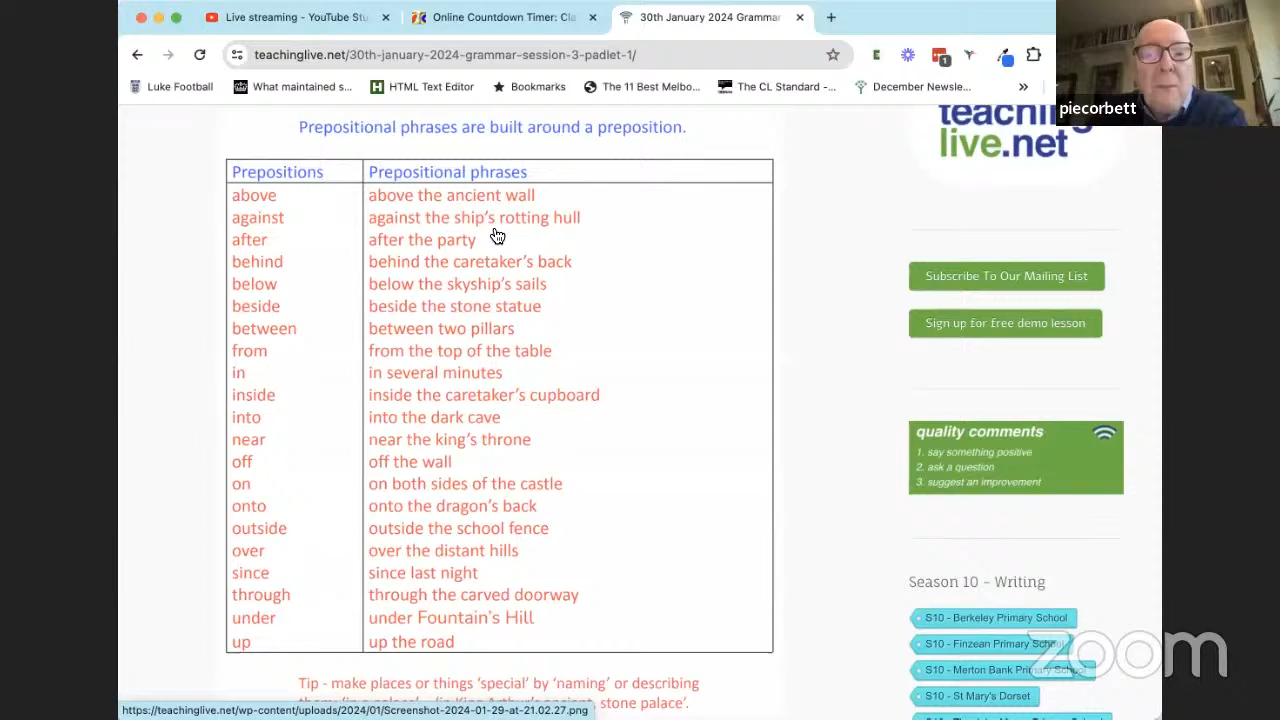 Live streaming - YouTube Stu
Online Countdown Timer: Cla
30th January 2024 Grammar
teachinglive.net/30th-january-2024-grammar-session-3-padlet-1/
Luke Football
What maintained s...
HTML Text Editor
Bookmarks
The 11 Best Melbo...
The CL Standard -...
December Newsle...
piecorbett
Prepositional phrases are built around a preposition.
Prepositions Prepositional phrases
above above the ancient wall
against against the ship's rotting hull
after after the party
behind behind the caretaker's back
below below the skyship's sails
beside beside the stone statue
between between two pillars
from from the top of the table
in in several minutes
inside inside the caretaker's cupboard
into into the dark cave
near near the king's throne
off off the wall
on on both sides of the castle
onto onto the dragon's back
outside outside the school fence
over over the distant hills
since since last night
through through the carved doorway
under under Fountain's Hill
up up the road
Tip - make places or things 'special' by 'naming' or describing
stone palace'.
https://teachinglive.net/wp-content/uploads/2024/01/Screenshot-2024-01-29-at-21.02.27.png
teaching
live.net
Subscribe To Our Mailing List
Sign up for free demo lesson
quality comments
1. say something positive
2. ask a question
3. suggest an improvement
Season 10 - Writing
S10 - Berkeley Primary School
S10 - Finzean Primary School
S10 - Merton Bank Primary School
S10 - St Mary's Dorset
zoom